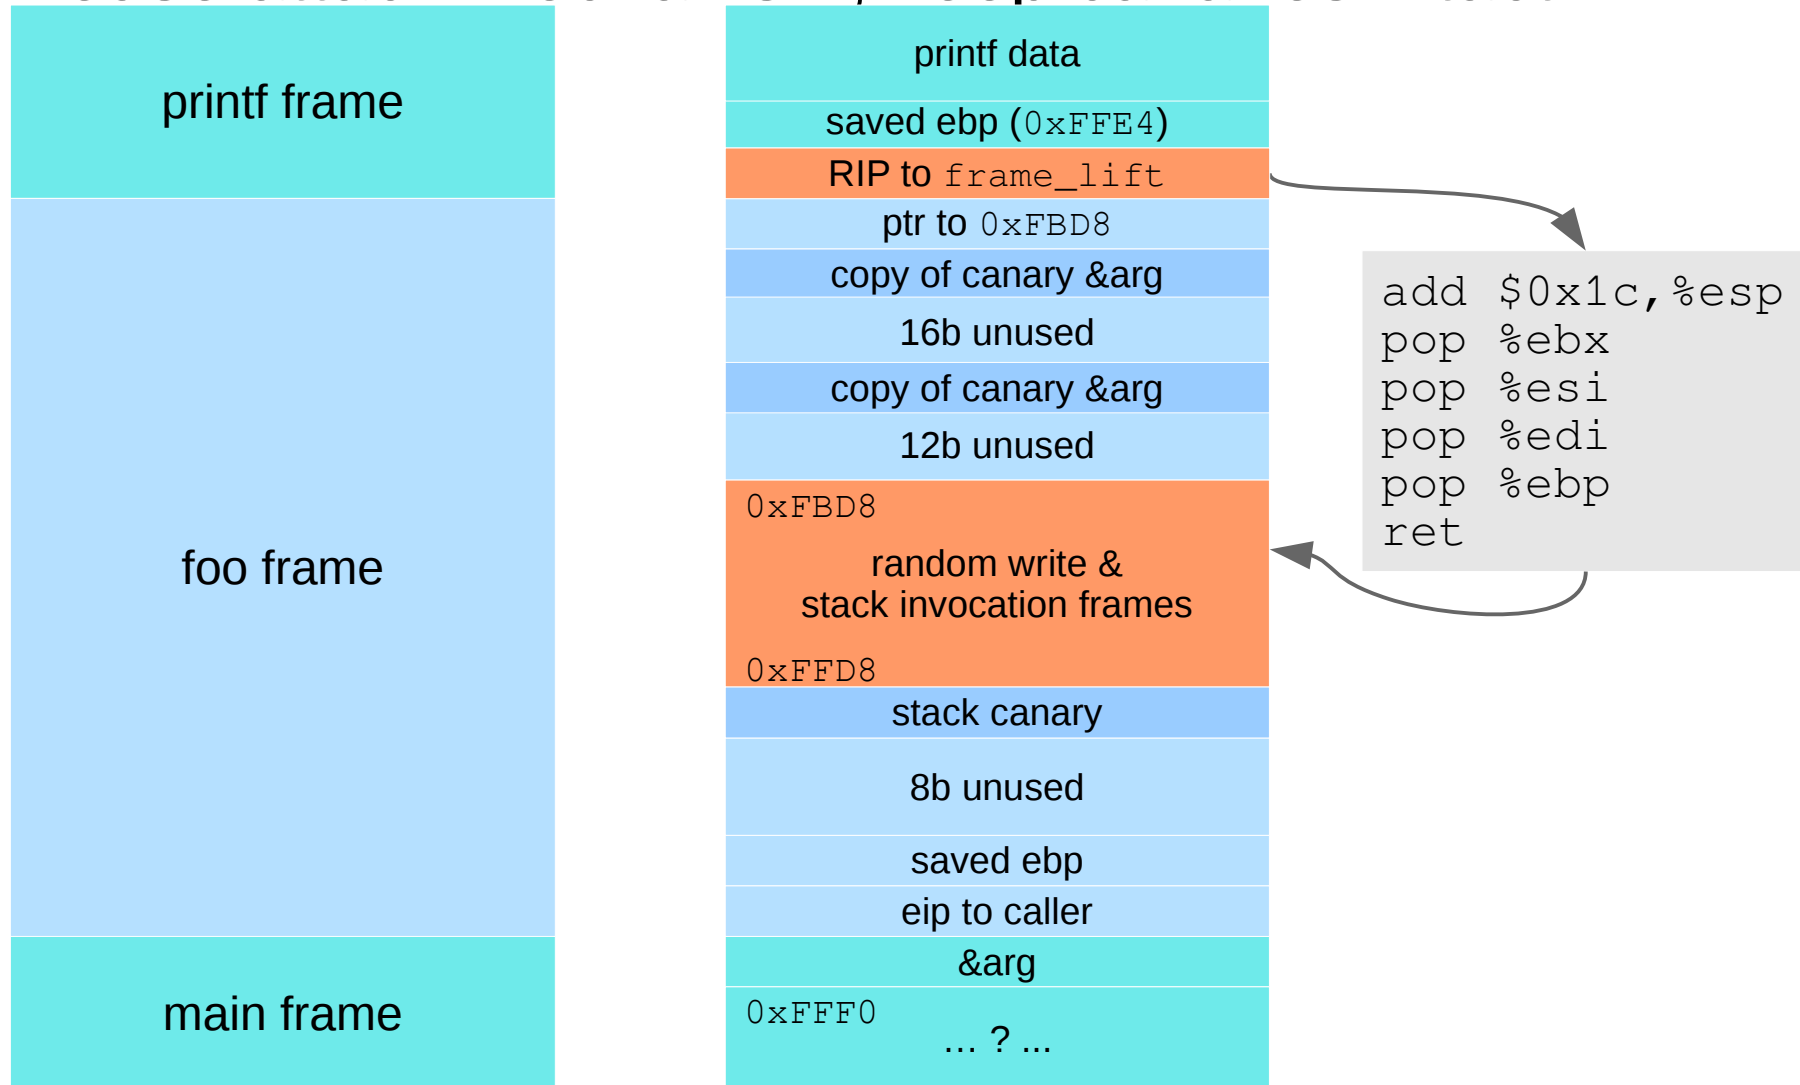 printf frame
foo frame
main frame
printf data
saved ebp (0xFFE4)
RIP to frame_lift
ptr to 0xFBD8
copy of canary &arg
16b unused
copy of canary &arg
12b unused
0xFBD8
random write &
stack invocation frames
0xFFD8
stack canary
8b unused
saved ebp
eip to caller
&arg
0xFFF0
… ? ...
add $0x1c,%esp
pop %ebx
pop %esi
pop %edi
pop %ebp
ret